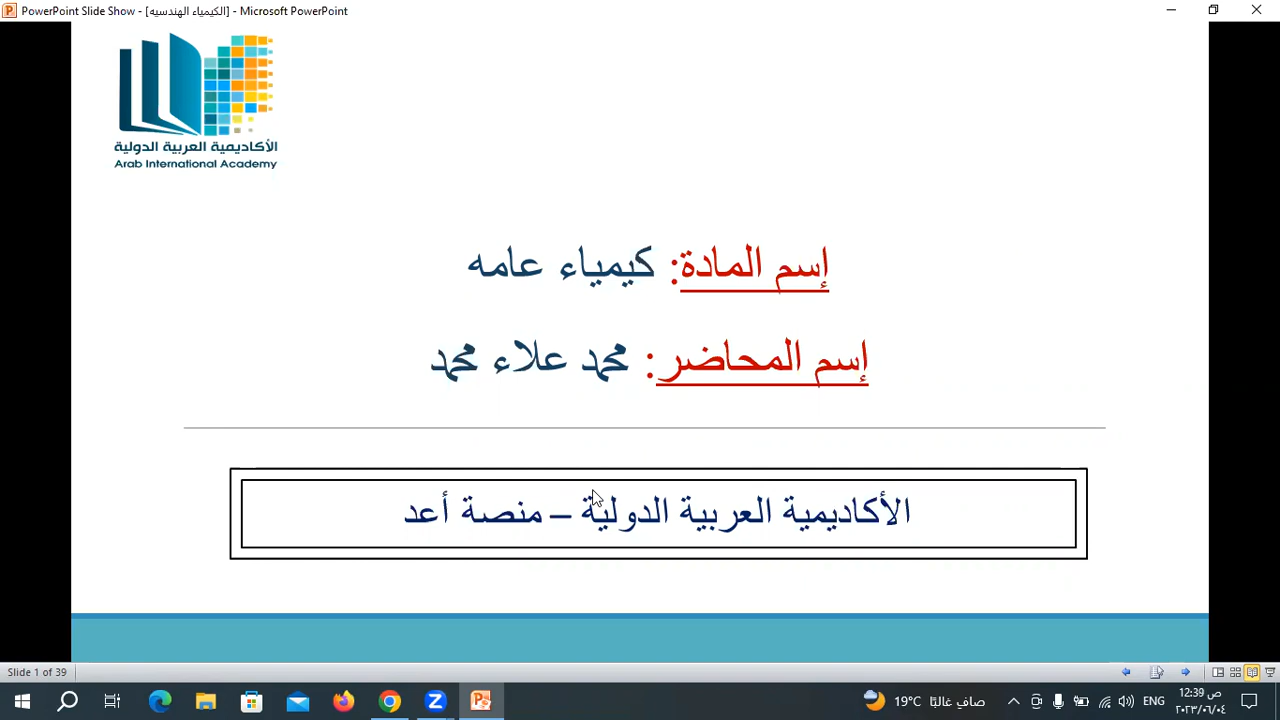 PowerPoint Slide Show - [الكيمياء الهندسيه] - Microsoft PowerPoint
الأكاديمية العربية الدولية
Arab International Academy
إسم المادة: كيمياء عامه
إسم المحاضر: محمد علاء محمد
الأكاديمية العربية الدولية – منصة أعد
Slide 1 of 39
19°C صافي غالبًا
ENG
12:39 ص
٢٠٢٣/٠٦/٠٤